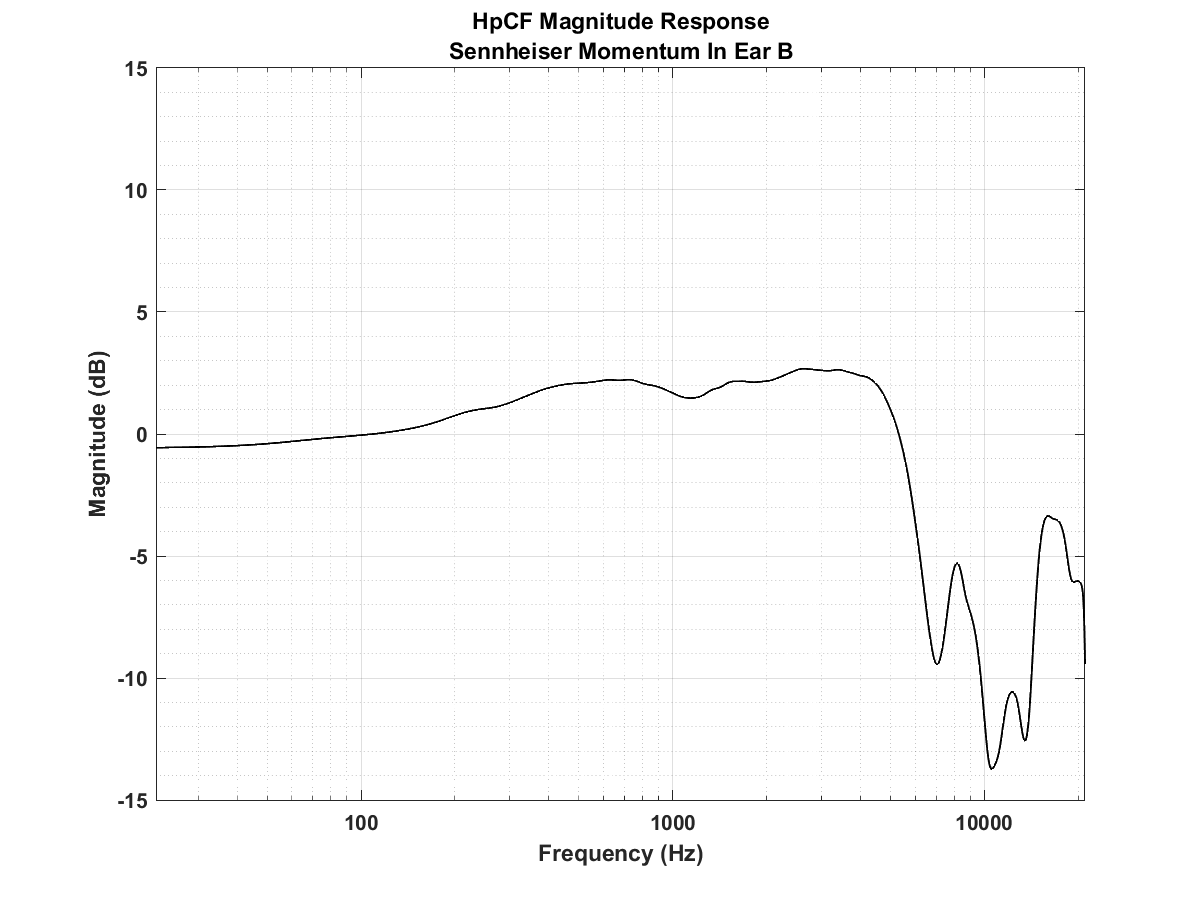 HpCF Magnitude Response
Sennheiser Momentum In Ear B
15
10
5
0
-5
-10
-15
Magnitude (dB)
100 1000 10000
Frequency (Hz)